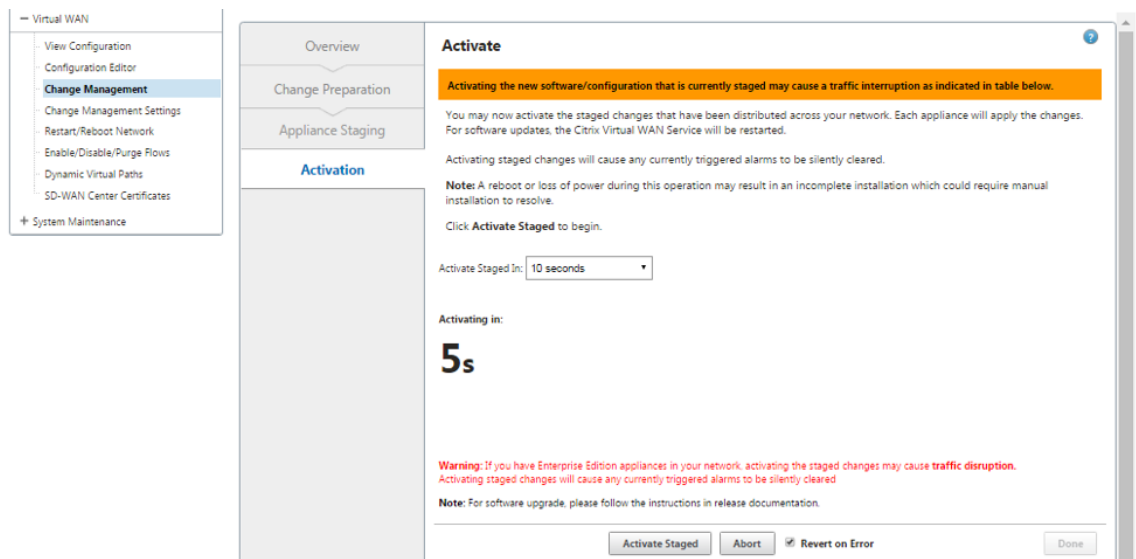 Virtual WAN
View Configuration
Configuration Editor
Change Management
Change Management Settings
Restart/Reboot Network
Enable/Disable/Purge Flows
Dynamic Virtual Paths
SD-WAN Center Certificates
System Maintenance
Overview
Change Preparation
Appliance Staging
Activation
Activate
?
Activating the new software/configuration that is currently staged may cause a traffic interruption as indicated in table below.
You may now activate the staged changes that have been distributed across your network. Each appliance will apply the changes.
For software updates, the Citrix Virtual WAN Service will be restarted.
Activating staged changes will cause any currently triggered alarms to be silently cleared.
Note: A reboot or loss of power during this operation may result in an incomplete installation which could require manual
installation to resolve.
Click Activate Staged to begin.
Activate Staged In: 10 seconds
Activating in:
5s
Warning: If you have Enterprise Edition appliances in your network, activating the staged changes may cause traffic disruption.
Activating staged changes will cause any currently triggered alarms to be silently cleared
Note: For software upgrade, please follow the instructions in release documentation.
Activate Staged Abort Revert on Error Done